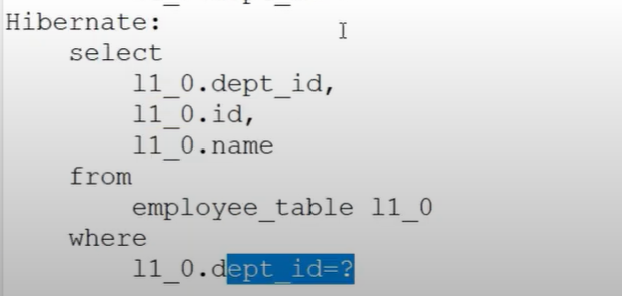 Hibernate:
select
l1_0.dept_id,
l1_0.id,
l1_0.name
from
employee_table l1_0
where
l1_0.dept_id=?